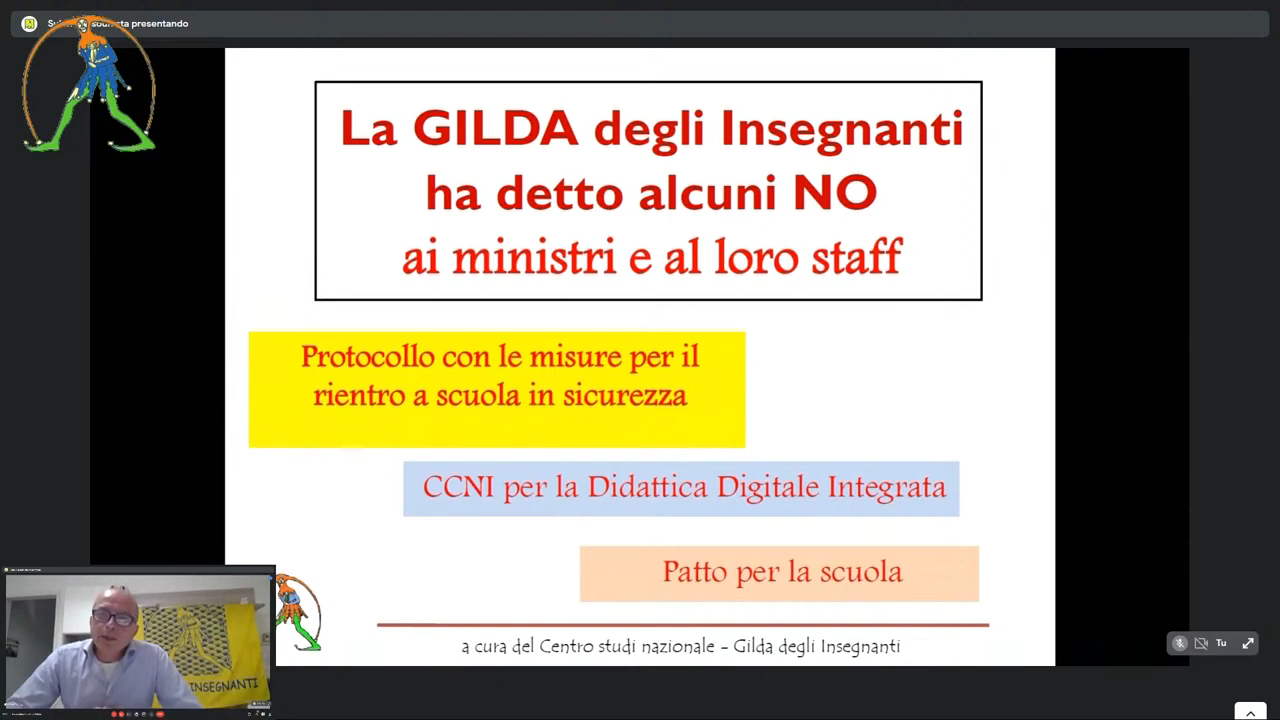 sta presentando
La GILDA degli Insegnanti
ha detto alcuni NO
ai ministri e al loro staff
Protocollo con le misure per il
rientro a scuola in sicurezza
CCNI per la Didattica Digitale Integrata
Patto per la scuola
a cura del Centro studi nazionale - Gilda degli Insegnanti
INSEGNANTI
Tu